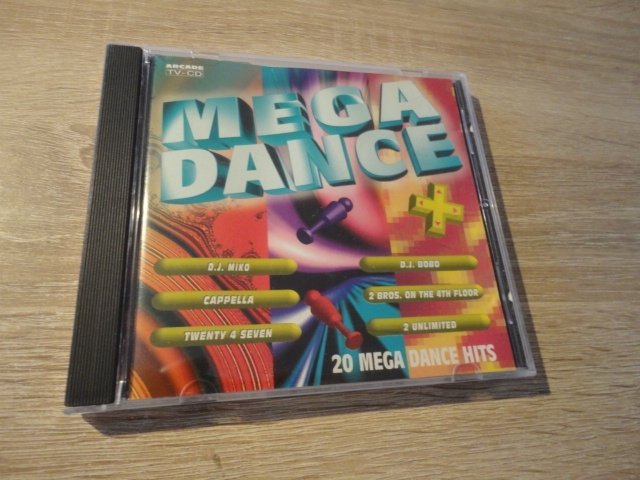 ARCADE
TV-CD
MEGA
DANCE
D.J. MIKO
D.J. BOBO
CAPPELLA
2 BROS. ON THE 4TH FLOOR
TWENTY 4 SEVEN
2 UNLIMITED
20 MEGA DANCE HITS